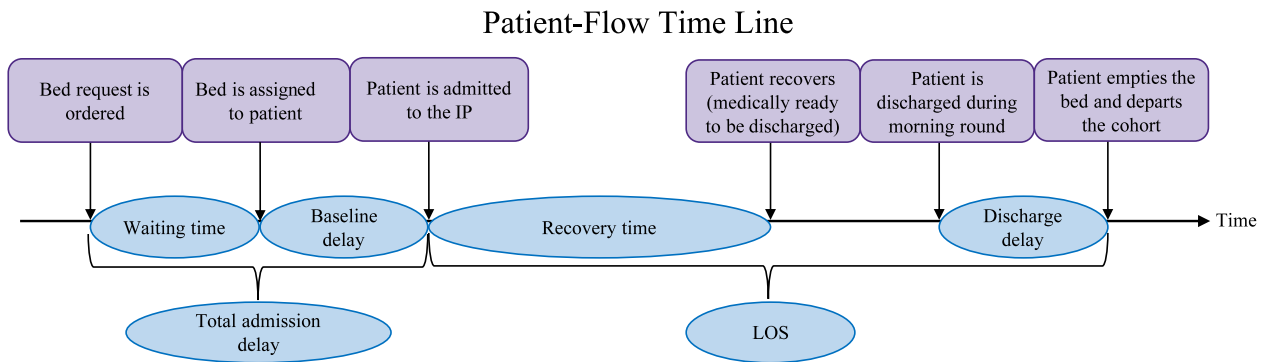 Patient-Flow Time Line
Bed request is
ordered
Bed is assigned
to patient
Patient is admitted
to the IP
Patient recovers
(medically ready
to be discharged)
Patient is
discharged during
morning round
Patient empties the
bed and departs
the cohort
Waiting time
Baseline
delay
Recovery time
Discharge
delay
Time
Total admission
delay
LOS